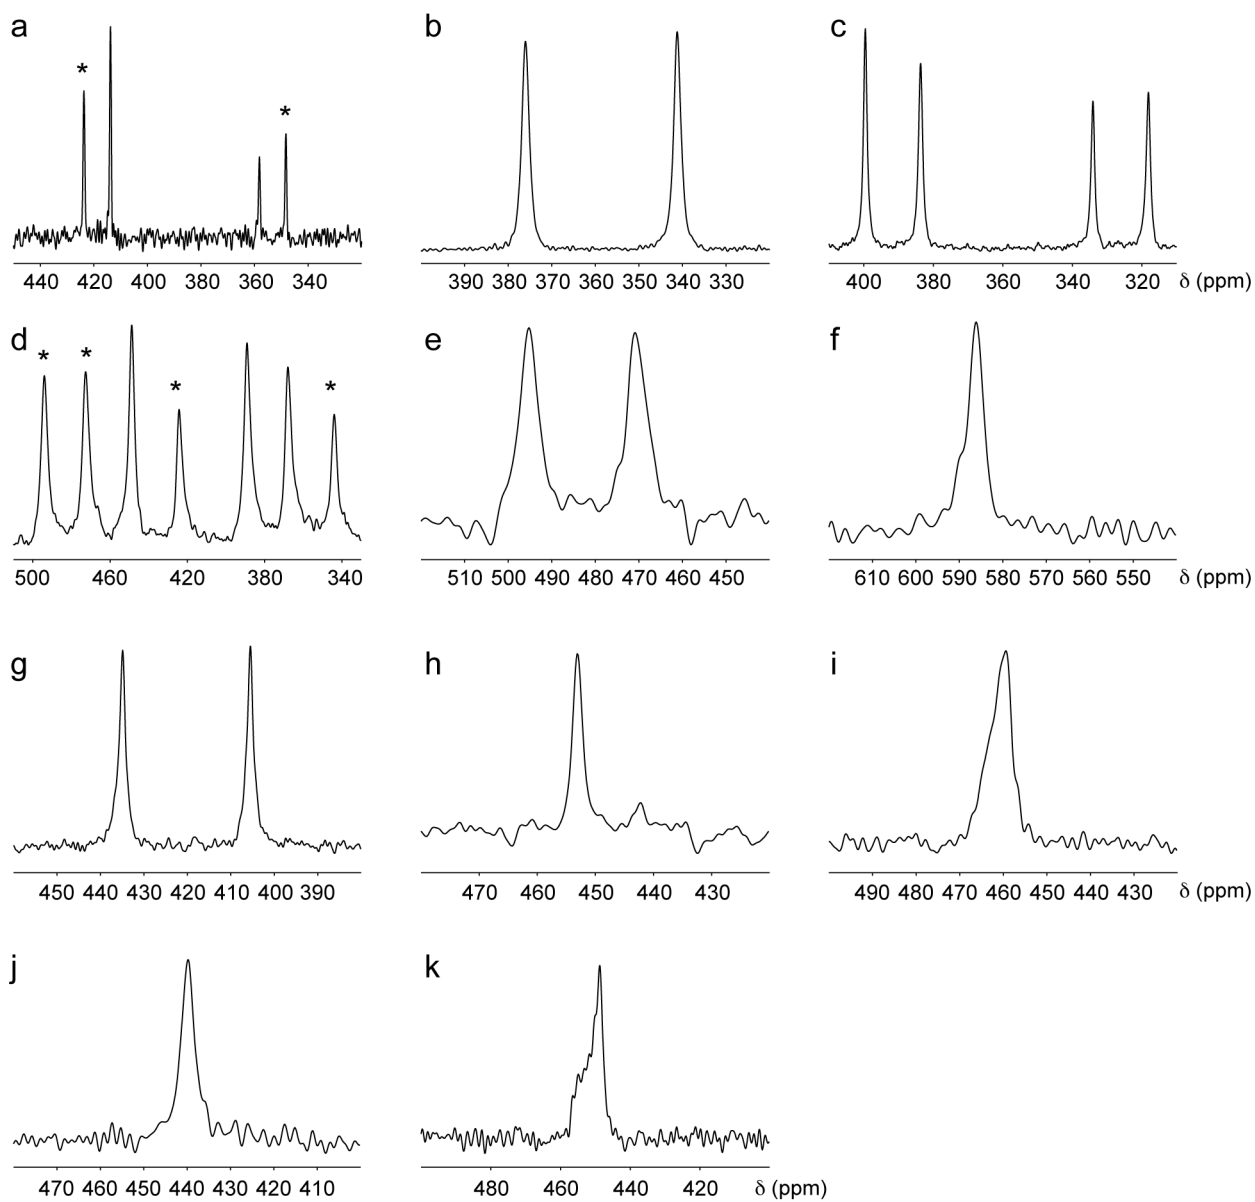 a b c
* *
440 420 400 380 360 340
390 380 470 360 350 340 330
400 380 360 340 320 δ (ppm)
d e f
* * * *
500 460 420 380 340
510 500 490 480 470 460 450
610 600 590 580 570 560 550 δ (ppm)
g h i
450 440 430 420 410 400 390
470 460 450 440 430
490 480 470 460 450 440 430 δ (ppm)
j k
470 460 450 440 430 420 410
480 460 440 420 δ (ppm)